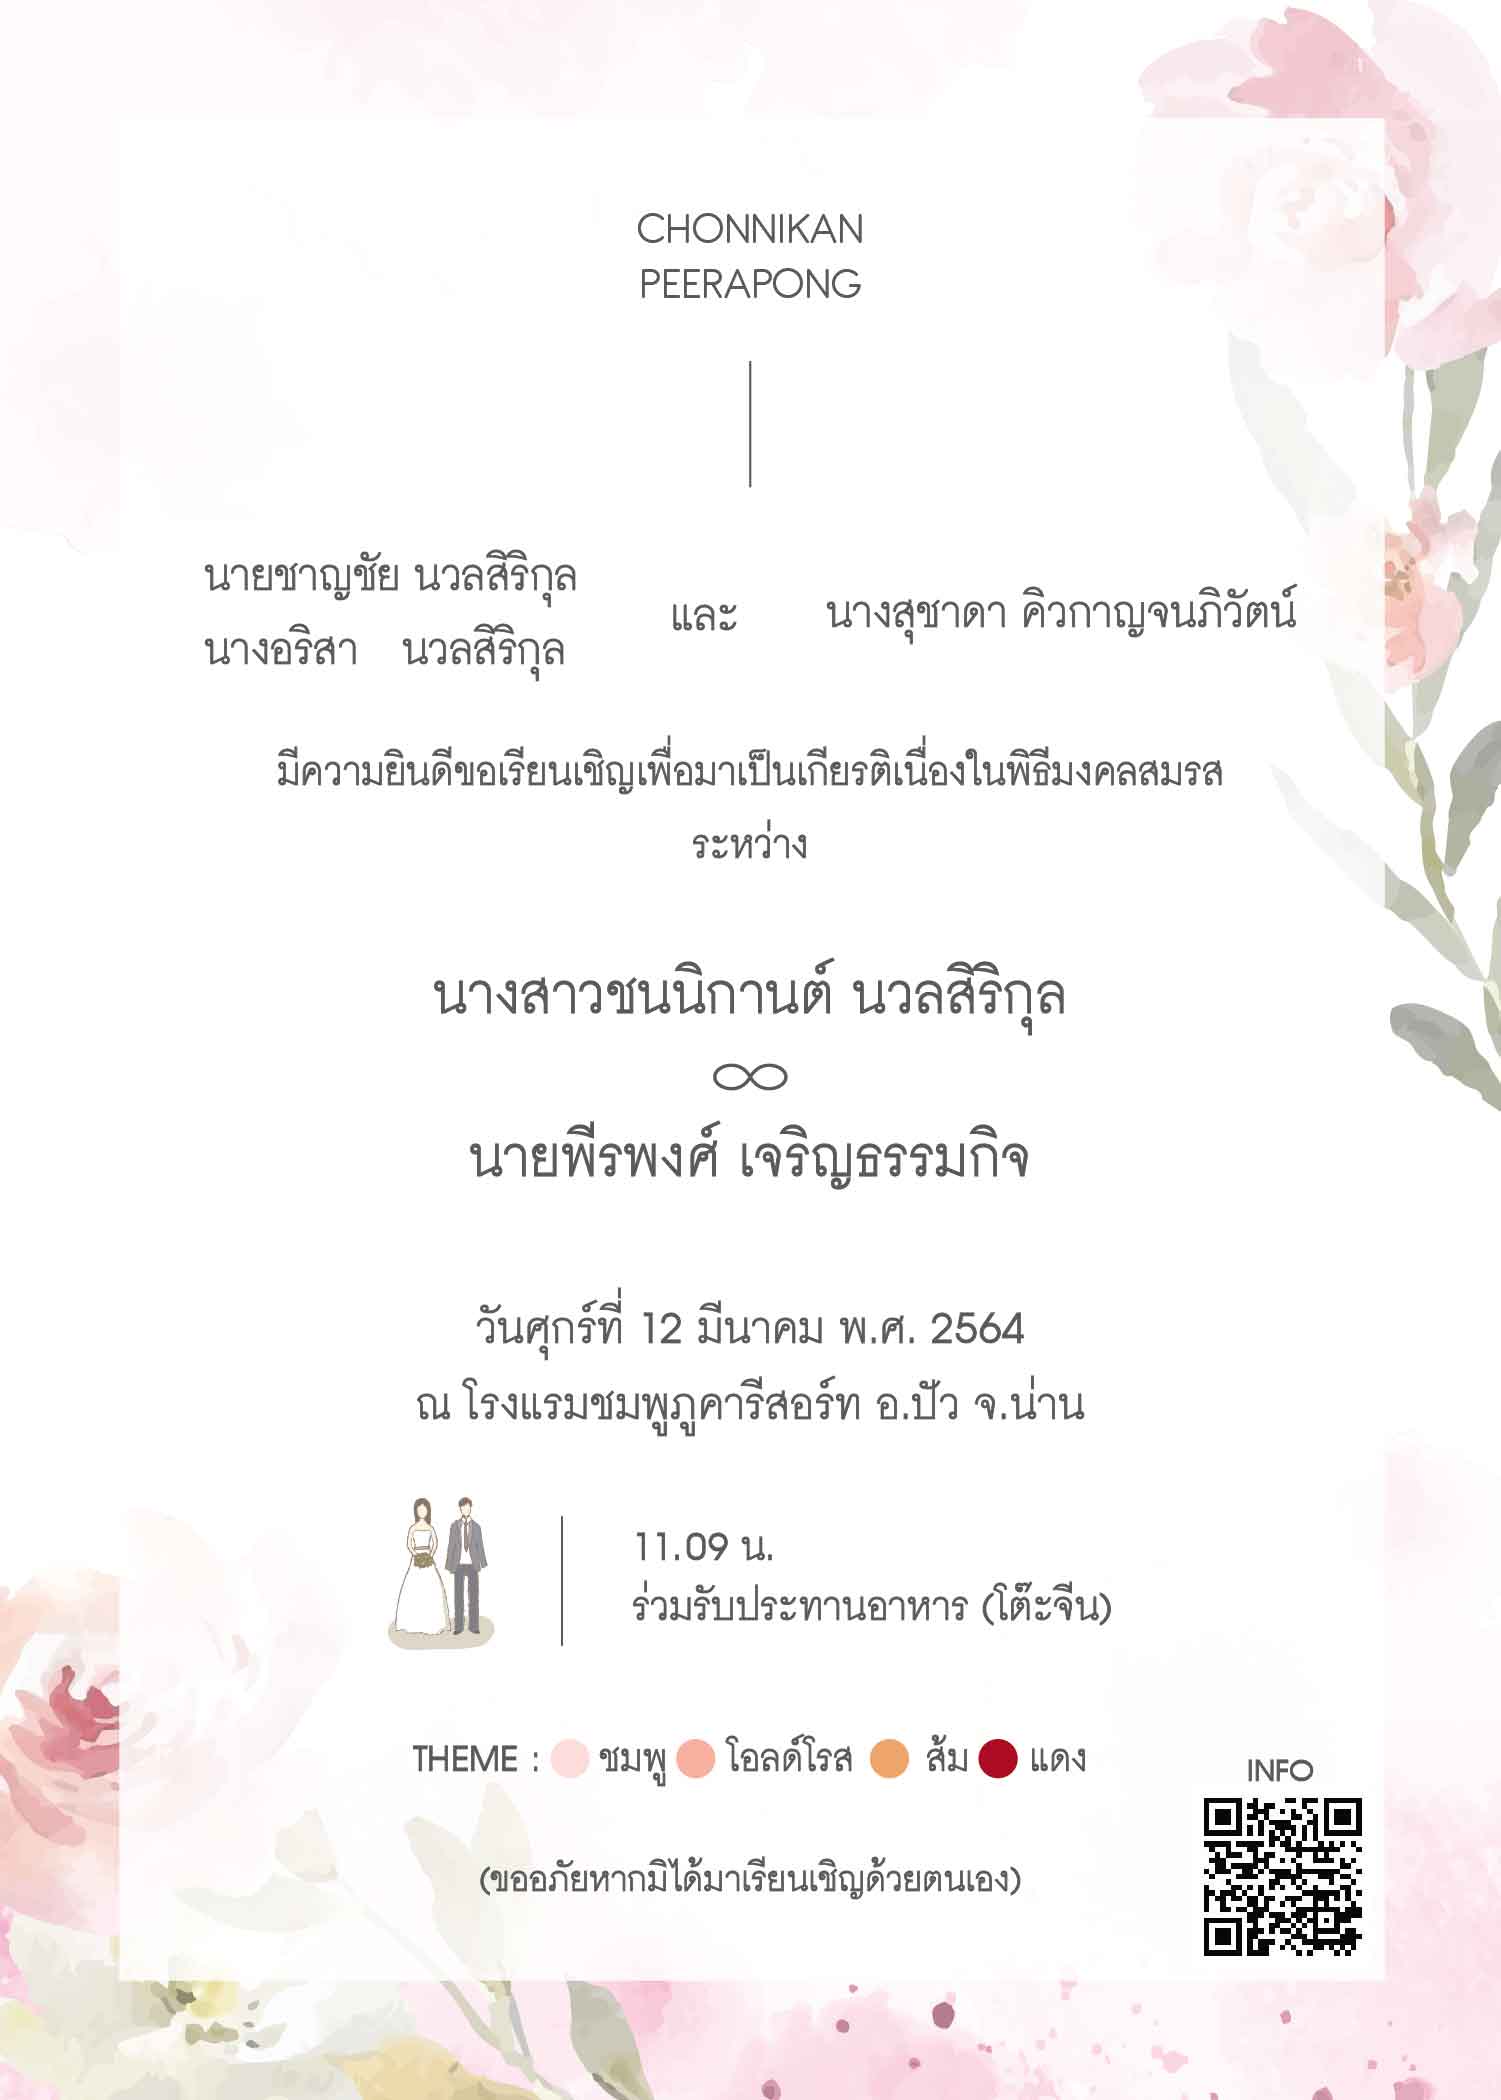 CHONNIKAN
PEERAPONG
นายชาญชัย นวลสิริกุล
นางอริสา นวลสิริกุล
และ
นางสุชาดา คิวกาญจนภิวัตน์
มีความยินดีขอเรียนเชิญเพื่อมาเป็นเกียรติเนื่องในพิธีมงคลสมรส
ระหว่าง
นางสาวชนนิกานต์ นวลสิริกุล
นายพีรพงศ์ เจริญธรรมกิจ
วันศุกร์ที่ 12 มีนาคม พ.ศ. 2564
ณ โรงแรมชมพูภูคารีสอร์ท อ.ปัว จ.น่าน
11.09 น.
ร่วมรับประทานอาหาร (โต๊ะจีน)
THEME : ชมพู โอลด์โรส ส้ม แดง
INFO
(ขออภัยหากมิได้มาเรียนเชิญด้วยตนเอง)